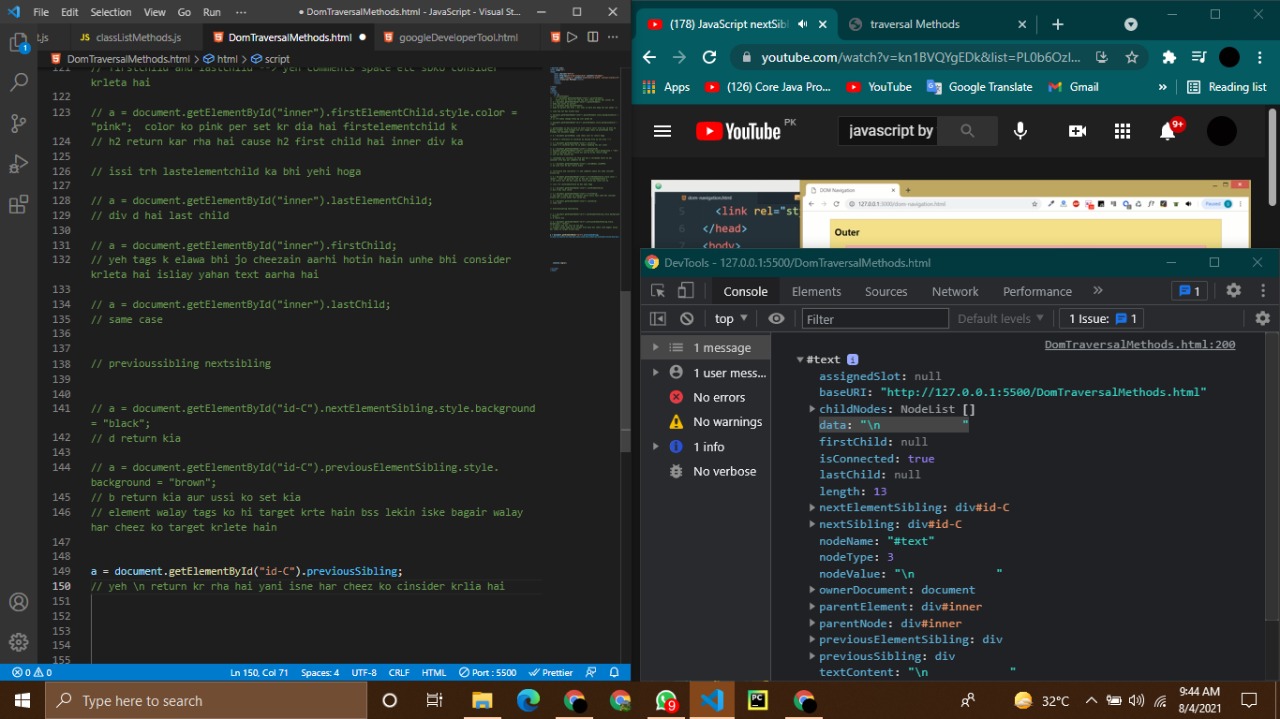 File Edit Selection View Go Run ··· ● DomTraversalMethods.html - JavaScript - Visual St...
t.js classListMethods.js DomTraversalMethods.html ● googleDeveloperTool.html
DomTraversalMethods.html > html > script
121 // firstchild and lastchild --> yeh comments space etc sbko consider
krleta hai
122
123 // a = document.getElementById("inner").firstElementChild.style.color =
"pink";  color ko pink per set kr dia hai firstelementchild k
124 // h2 return kar rha hai cause h2 first child hai inner div ka
125
126 // issi trh lastelementchild ka bhi yehi hoga
127
128 // a = document.getElementById("inner").lastElementChild;
129 // div d hai last child
130
131 // a = document.getElementById("inner").firstChild;
132 // yeh tags k elawa bhi jo cheezain aarhi hotin hain unhe bhi consider
krleta hai isliay yahan text aarha hai
133
134 // a = document.getElementById("inner").lastChild;
135 // same case
136
137
138 // previoussibling nextsibling
139
140
141 // a = document.getElementById("id-C").nextElementSibling.style.background
= "black";
142 // d return kia
143
144 // a = document.getElementById("id-C").previousElementSibling.style.
background = "brown";
145 // b return kia aur ussi ko set kia
146 // element walay tags ko hi target krte hain bss lekin iske bagair walay
har cheez ko target krlete hain
147
148
149 a = document.getElementById("id-C").previousSibling;
150 // yeh \n return kr rha hai yani isne har cheez ko cinsider krlia hai
151
152
153
154
155
0 0 Ln 150, Col 71 Spaces: 4 UTF-8 CRLF HTML Port : 5500 Prettier
(178) JavaScript nextSibl traversal Methods
youtube.com/watch?v=kn1BVQYgEDk&list=PL0b6OzI...
Apps (126) Core Java Pro... YouTube Google Translate Gmail » Reading list
YouTube PK javascript by 9+
dom-navigation.html DOM Navigation
127.0.0.1:3000/dom-navigation.html Paused
5 <link rel="st
6 </head>
7 <body>
Outer
DevTools - 127.0.0.1:5500/DomTraversalMethods.html
Console Elements Sources Network Performance » 1
top Filter Default levels 1 Issue: 1
1 message
1 user mess...
No errors
No warnings
1 info
No verbose
DomTraversalMethods.html:200
#text i
assignedSlot: null
baseURI: "http://127.0.0.1:5500/DomTraversalMethods.html"
childNodes: NodeList []
data: "\n            "
firstChild: null
isConnected: true
lastChild: null
length: 13
nextElementSibling: div#id-C
nextSibling: div#id-C
nodeName: "#text"
nodeType: 3
nodeValue: "\n            "
ownerDocument: document
parentElement: div#inner
parentNode: div#inner
previousElementSibling: div
previousSibling: div
textContent: "\n            "
Type here to search 9 32°C 9:44 AM
8/4/2021